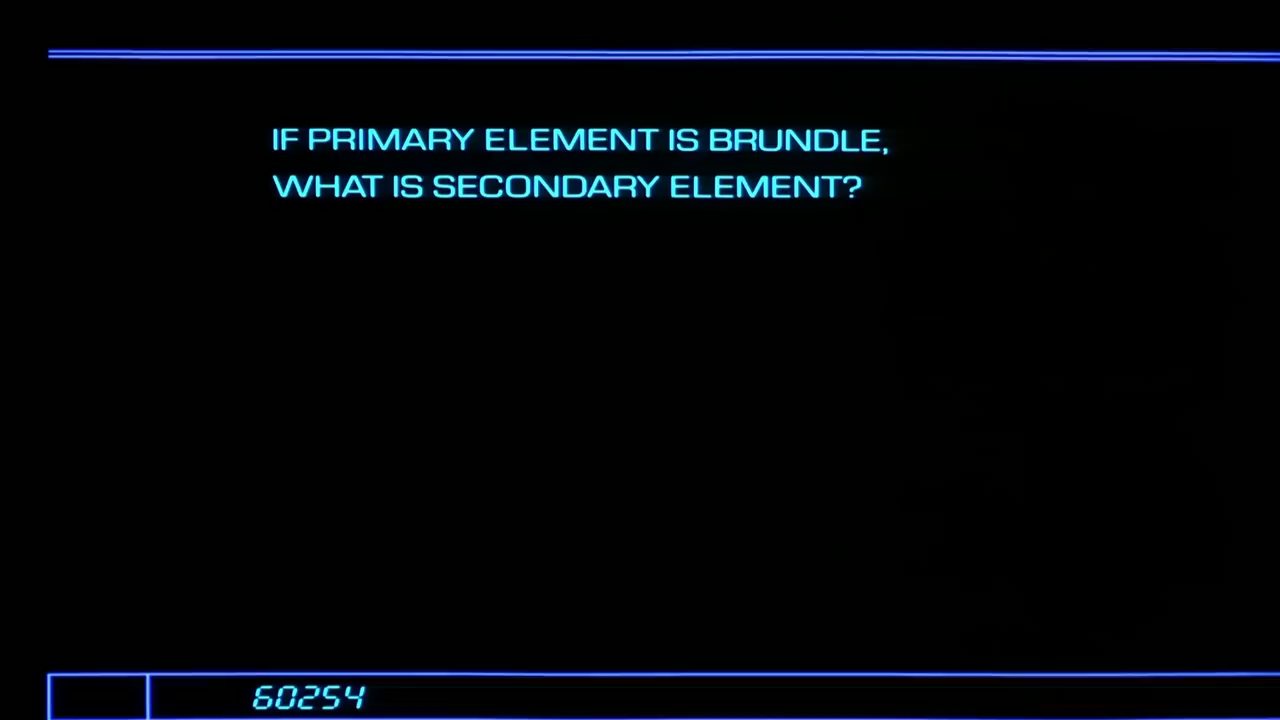 IF PRIMARY ELEMENT IS BRUNDLE,
WHAT IS SECONDARY ELEMENT?
60254